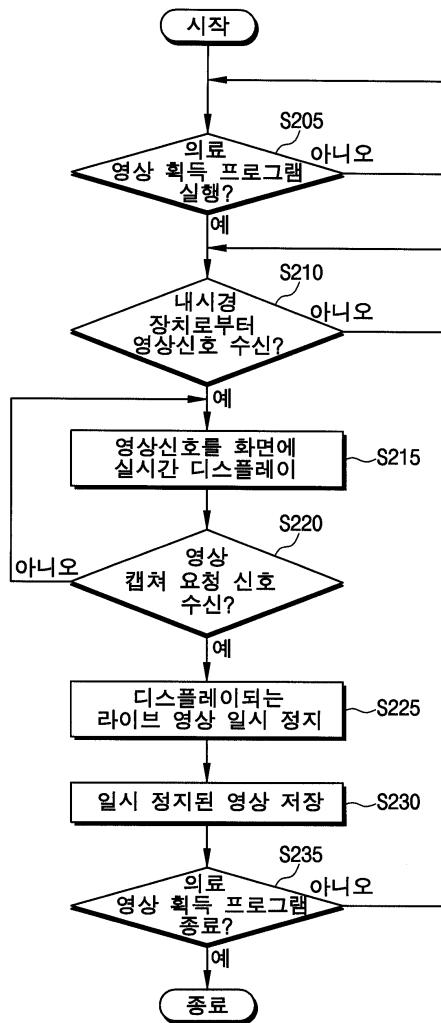 시작
S205
의료
영상 획득 프로그램
실행?
아니오
예
S210
내시경
장치로부터
영상신호 수신?
아니오
예
영상신호를 화면에
실시간 디스플레이
S215
S220
영상
캡쳐 요청 신호
수신?
아니오
예
디스플레이되는
라이브 영상 일시 정지
S225
일시 정지된 영상 저장
S230
S235
의료
영상 획득 프로그램
종료?
아니오
예
종료